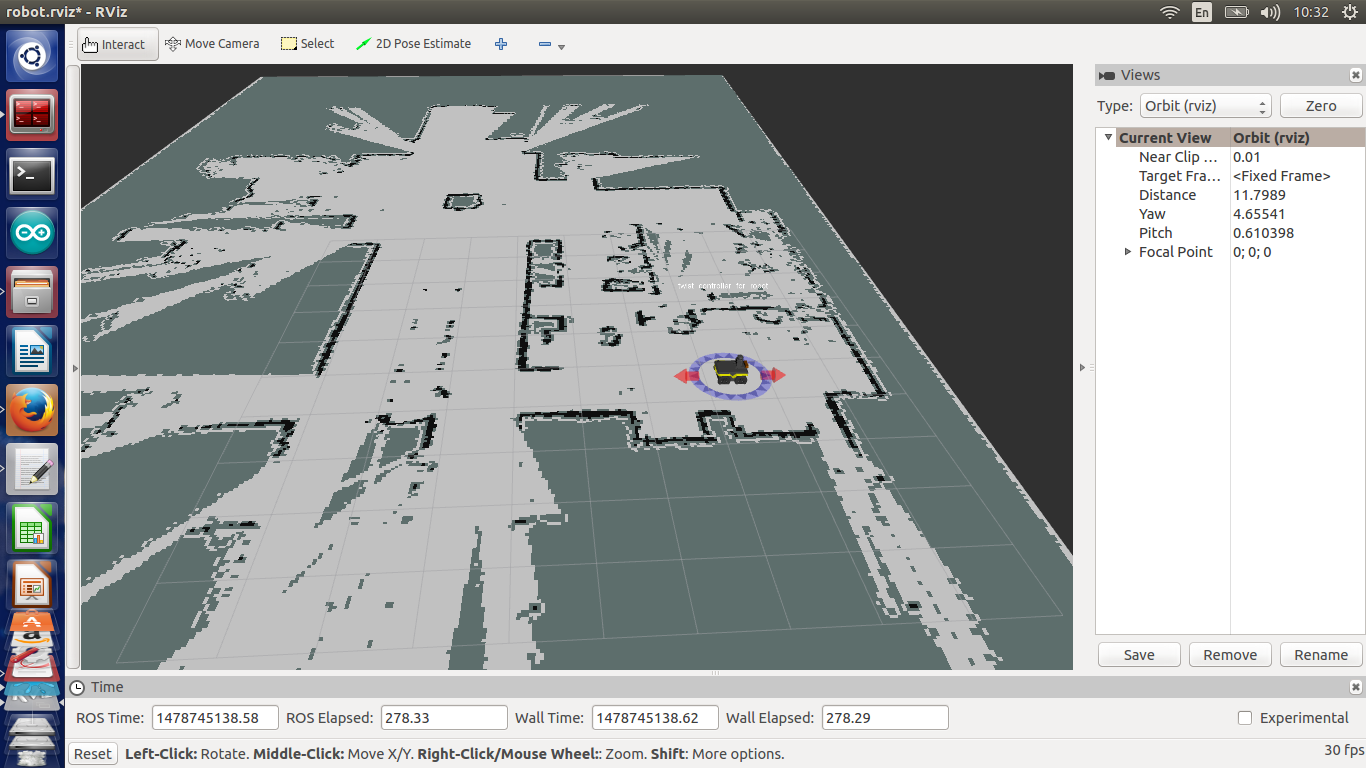 robot.rviz* - RViz
En
10:32
Interact
Move Camera
Select
2D Pose Estimate
Views
Type:
Orbit (rviz)
Zero
Current View Orbit (rviz)
Near Clip … 0.01
Target Fra… <Fixed Frame>
Distance 11.7989
Yaw 4.65541
Pitch 0.610398
Focal Point 0; 0; 0
twist controller for robot
Save
Remove
Rename
Time
ROS Time: 1478745138.58 ROS Elapsed: 278.33 Wall Time: 1478745138.62 Wall Elapsed: 278.29
Experimental
Reset
Left-Click: Rotate. Middle-Click: Move X/Y. Right-Click/Mouse Wheel:: Zoom. Shift: More options.
30 fps